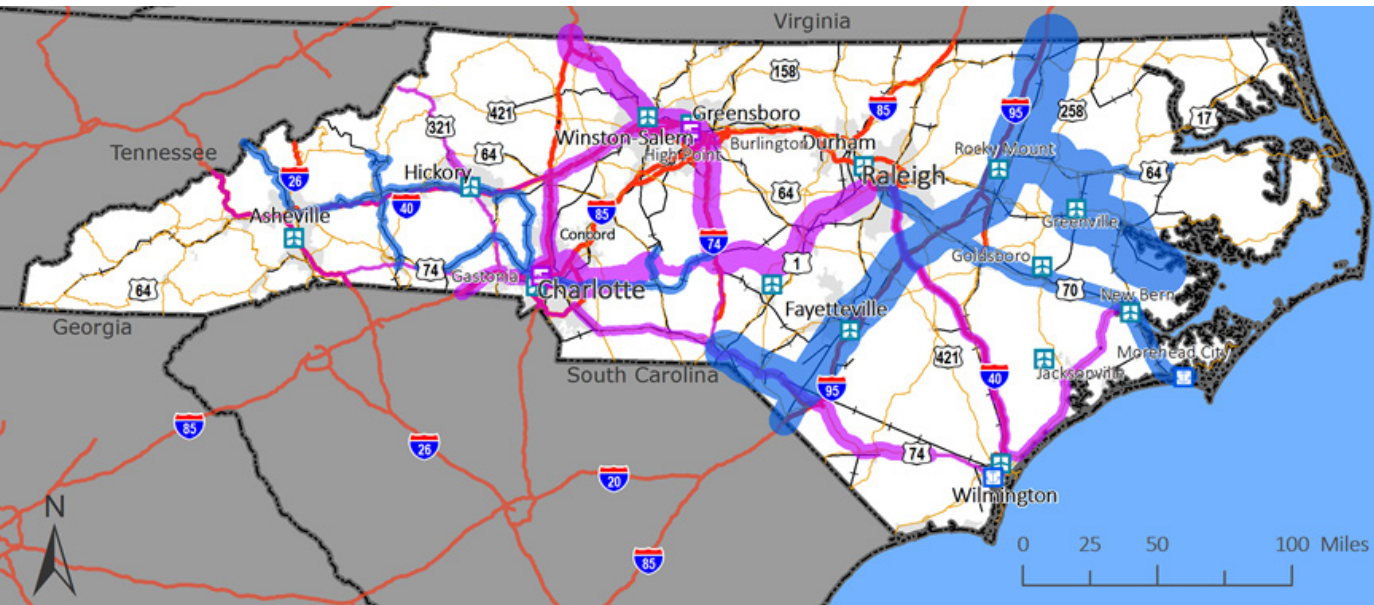 Virginia
158
421
85
95
258
17
Greensboro
Winston-Salem
High Point
Burlington
Durham
321
64
Tennessee
Rocky Mount
26
Hickory
Raleigh
64
64
40
Asheville
85
Greenville
Concord
74
Goldsboro
74
Gastonia
1
64
Charlotte
70
New Bern
Fayetteville
Georgia
421
Morehead City
South Carolina
Jacksonville
40
95
85
26
74
20
Wilmington
N
85
0 25 50 100 Miles